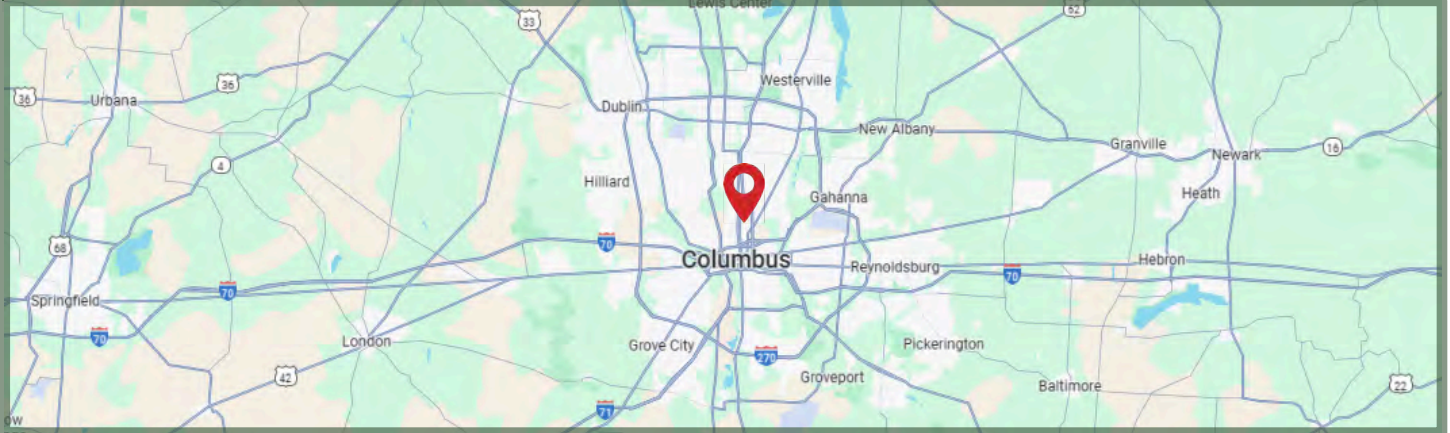 Lewis Center
33
62
Westerville
36
36
Urbana
Dublin
New Albany
Granville
16
Newark
4
Hilliard
Gahanna
Heath
68
70
Columbus
Reynoldsburg
70
Hebron
70
Springfield
70
London
Grove City
270
Pickerington
42
Groveport
Baltimore
22
71
ow